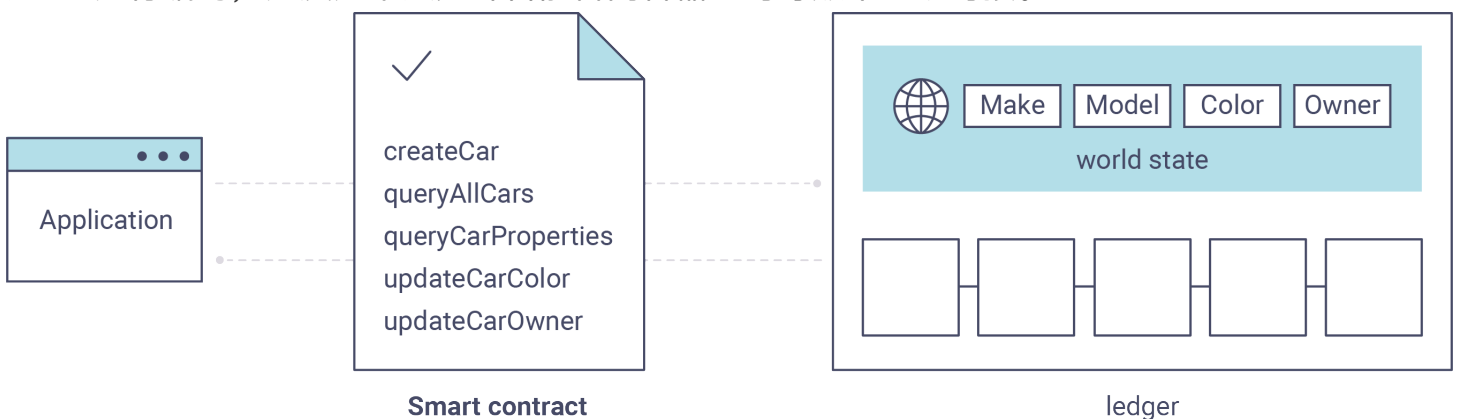 Application
createCar
queryAllCars
queryCarProperties
updateCarColor
updateCarOwner
Smart contract
Make
Model
Color
Owner
world state
ledger